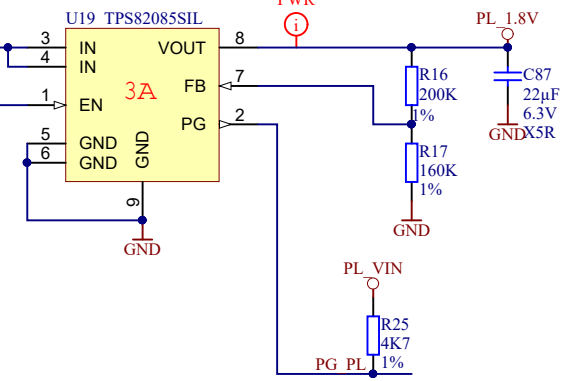 PWR
U19 TPS82085SIL
i
PL_1.8V
3 IN VOUT 8
4 IN
FB 7
3A
1 EN
PG 2
5 GND
6 GND
GND
9
GND
R16
200K
1%
C87
22µF
6.3V
X5R
GND
R17
160K
1%
GND
PL_VIN
R25
4K7
1%
PG_PL